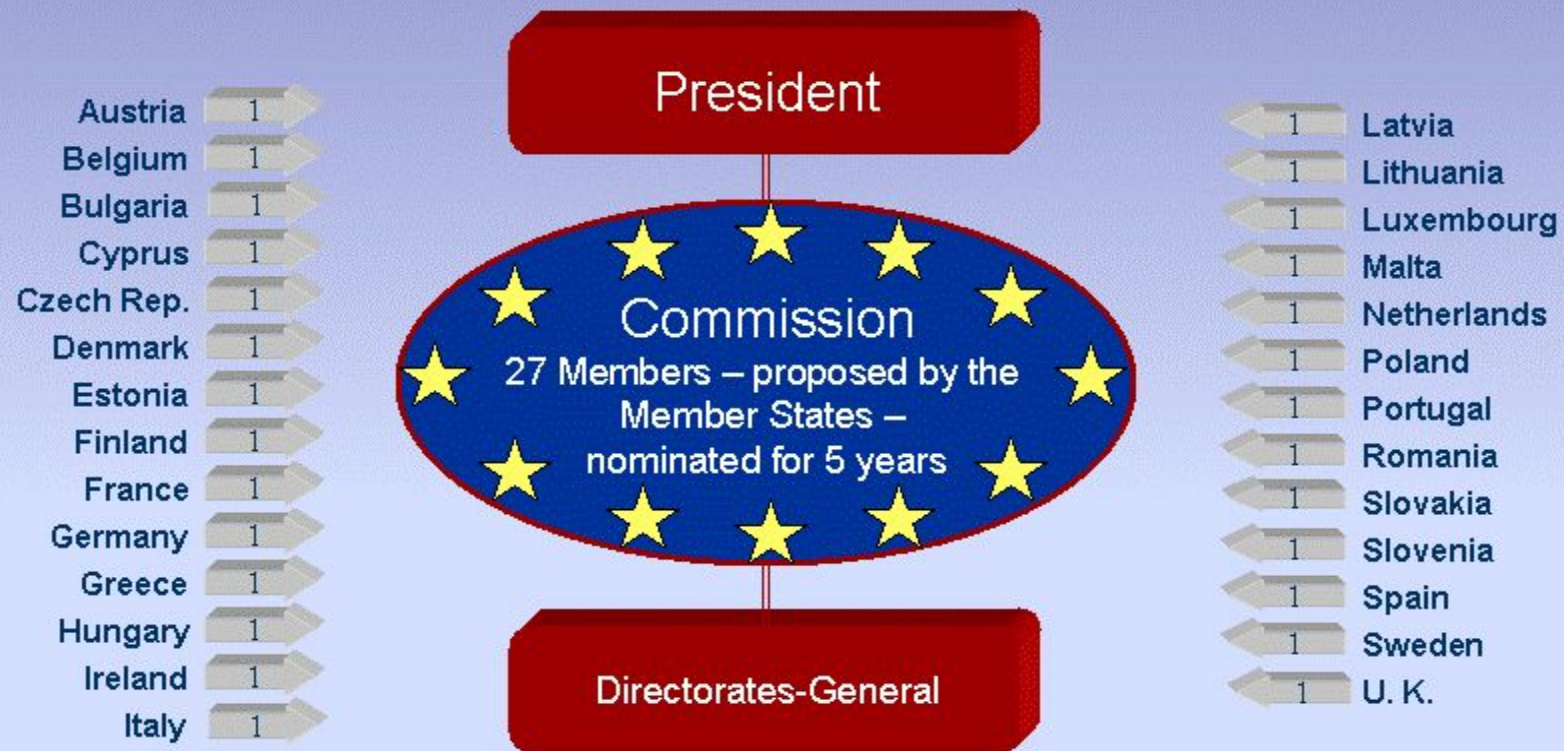 President
Austria 1
Belgium 1
Bulgaria 1
Cyprus 1
Czech Rep. 1
Denmark 1
Estonia 1
Finland 1
France 1
Germany 1
Greece 1
Hungary 1
Ireland 1
Italy 1
Commission
27 Members – proposed by the
Member States –
nominated for 5 years
1 Latvia
1 Lithuania
1 Luxembourg
1 Malta
1 Netherlands
1 Poland
1 Portugal
1 Romania
1 Slovakia
1 Slovenia
1 Spain
1 Sweden
1 U. K.
Directorates-General